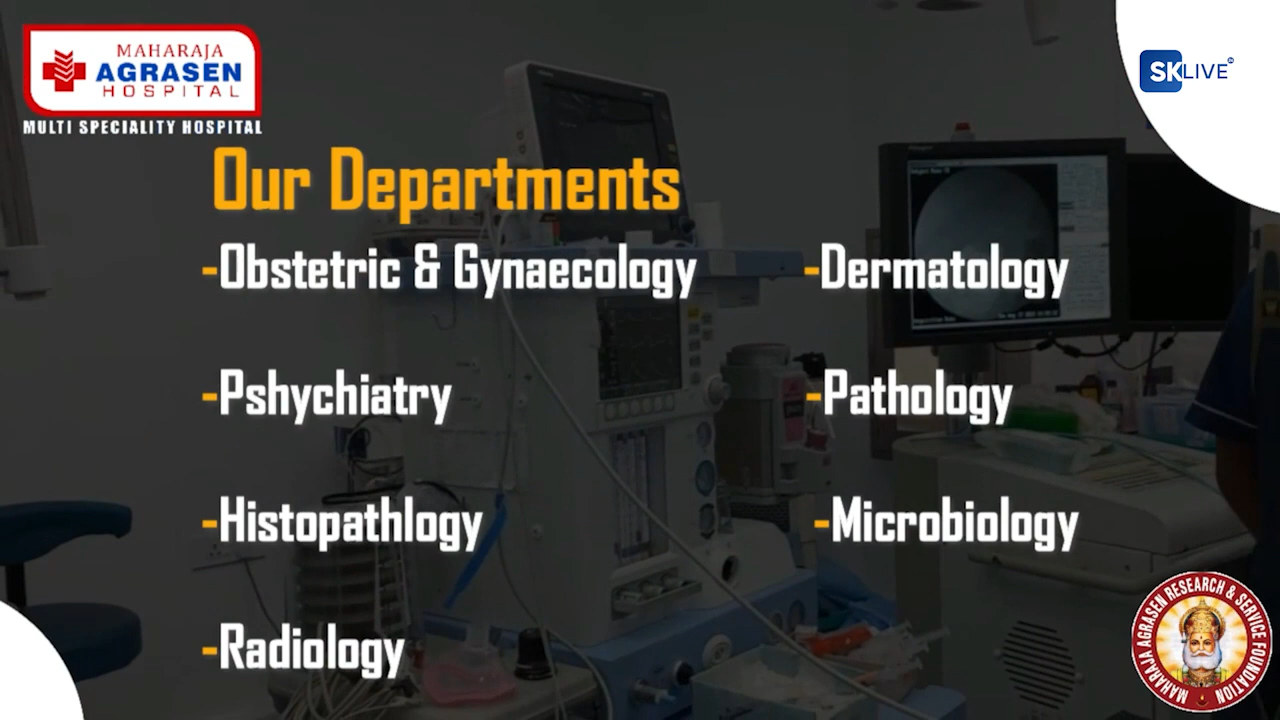 MAHARAJA
AGRASEN
HOSPITAL
MULTI SPECIALITY HOSPITAL
SKLIVE
Our Departments
-Obstetric & Gynaecology
-Dermatology
-Pshychiatry
-Pathology
-Histopathlogy
-Microbiology
-Radiology
MAHARAJA AGRASEN RESEARCH & SERVICE FOUNDATION